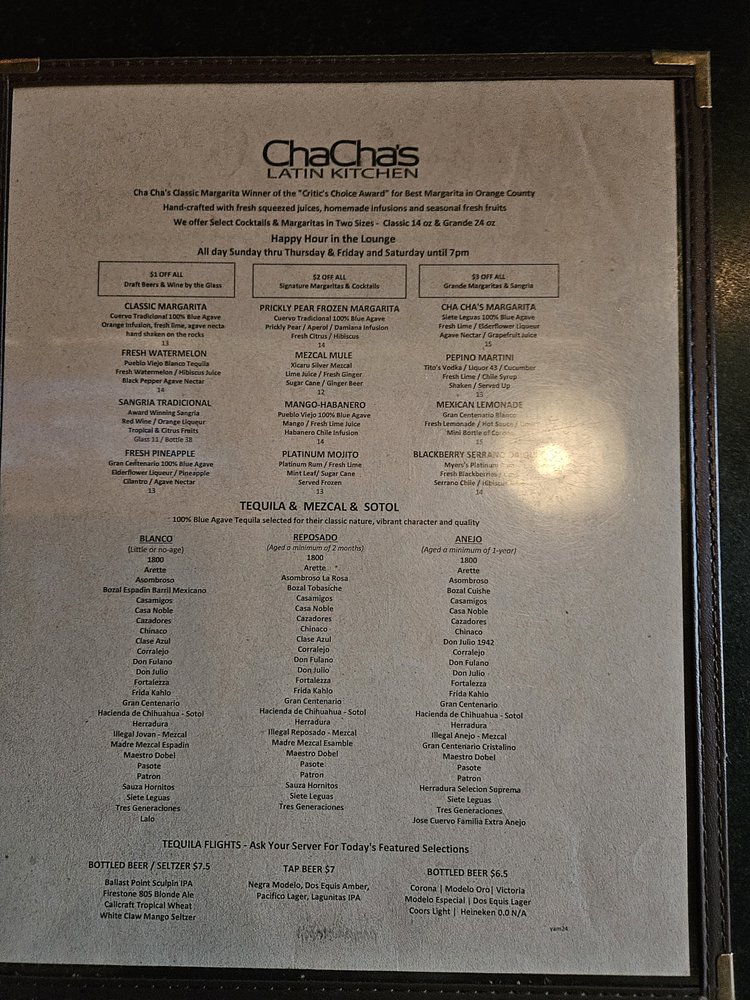 ChaCha's
LATIN KITCHEN
Cha Cha's Classic Margarita Winner of the "Critic's Choice Award" for Best Margarita in Orange County
Hand-crafted with fresh squeezed juices, homemade infusions and seasonal fresh fruits
We offer Select Cocktails & Margaritas in Two Sizes - Classic 14 oz & Grande 24 oz
Happy Hour in the Lounge
All day Sunday thru Thursday & Friday and Saturday until 7pm
$1 OFF ALL
Draft Beers & Wine by the Glass
$2 OFF ALL
Signature Margaritas & Cocktails
$3 OFF ALL
Grande Margaritas & Sangria
CLASSIC MARGARITA
Cuervo Tradicional 100% Blue Agave
Orange Infusion, fresh lime, agave necta
hand shaken on the rocks
13
FRESH WATERMELON
Pueblo Viejo Blanco Tequila
Fresh Watermelon / Hibiscus Juice
Black Pepper Agave Nectar
14
SANGRIA TRADICIONAL
Award Winning Sangria
Red Wine / Orange Liqueur
Tropical & Citrus Fruits
Glass 11 / Bottle 38
FRESH PINEAPPLE
Gran Centenario 100% Blue Agave
Elderflower Liqueur / Pineapple
Cilantro / Agave Nectar
13
PRICKLY PEAR FROZEN MARGARITA
Cuervo Tradicional 100% Blue Agave
Prickly Pear / Aperol / Damiana Infusion
Fresh Citrus / Hibiscus
14
MEZCAL MULE
Xicaru Silver Mezcal
Lime Juice / Fresh Ginger
Sugar Cane / Ginger Beer
12
MANGO-HABANERO
Pueblo Viejo 100% Blue Agave
Mango / Fresh Lime Juice
Habanero Chile Infusion
14
PLATINUM MOJITO
Platinum Rum / Fresh Lime
Mint Leaf/ Sugar Cane
Served Frozen
13
CHA CHA'S MARGARITA
Siete Leguas 100% Blue Agave
Fresh Lime / Elderflower Liqueur
Agave Nectar / Grapefruit Juice
15
PEPINO MARTINI
Tito's Vodka / Liquor 43 / Cucumber
Fresh Lime / Chile Syrup
Shaken / Served Up
13
MEXICAN LEMONADE
Gran Centenario Blanco
Fresh Lemonade / Hot Sauce /
Mini Bottle of Corona
15
BLACKBERRY SERRANO
Myers's Platinum
Fresh Blackberries /
Serrano Chile / Hibiscus
14
TEQUILA & MEZCAL & SOTOL
100% Blue Agave Tequila selected for their classic nature, vibrant character and quality
BLANCO
(Little or no-age)
1800
Arette
Asombroso
Bozal Espadin Barril Mexicano
Casamigos
Casa Noble
Cazadores
Chinaco
Clase Azul
Corralejo
Don Fulano
Don Julio
Fortalezza
Frida Kahlo
Gran Centenario
Hacienda de Chihuahua - Sotol
Herradura
Illegal Jovan - Mezcal
Madre Mezcal Espadin
Maestro Dobel
Pasote
Patron
Sauza Hornitos
Siete Leguas
Tres Generaciones
Lalo
REPOSADO
(Aged a minimum of 2 months)
1800
Arette
Asombroso La Rosa
Bozal Tobasiche
Casamigos
Casa Noble
Cazadores
Chinaco
Clase Azul
Corralejo
Don Fulano
Don Julio
Fortalezza
Frida Kahlo
Gran Centenario
Hacienda de Chihuahua - Sotol
Herradura
Illegal Reposado - Mezcal
Madre Mezcal Esamble
Maestro Dobel
Pasote
Patron
Sauza Hornitos
Siete Leguas
Tres Generaciones
ANEJO
(Aged a minimum of 1-year)
1800
Arette
Asombroso
Bozal Cuishe
Casamigos
Casa Noble
Cazadores
Chinaco
Don Julio 1942
Corralejo
Don Fulano
Don Julio
Fortalezza
Frida Kahlo
Gran Centenario
Hacienda de Chihuahua - Sotol
Herradura
Illegal Anejo - Mezcal
Gran Centenario Cristalino
Maestro Dobel
Pasote
Patron
Herradura Selecion Soprema
Siete Leguas
Tres Generaciones
Jose Cuervo Familia Extra Anejo
TEQUILA FLIGHTS - Ask Your Server For Today's Featured Selections
BOTTLED BEER / SELTZER $7.5
Ballast Point Sculpin IPA
Firestone 805 Blonde Ale
Calicraft Tropical Wheat
White Claw Mango Seltzer
TAP BEER $7
Negra Modelo, Dos Equis Amber,
Pacifico Lager, Lagunitas IPA
BOTTLED BEER $6.5
Corona | Modelo Oro| Victoria
Modelo Especial | Dos Equis Lager
Coors Light | Heineken 0.0 N/A
yam24